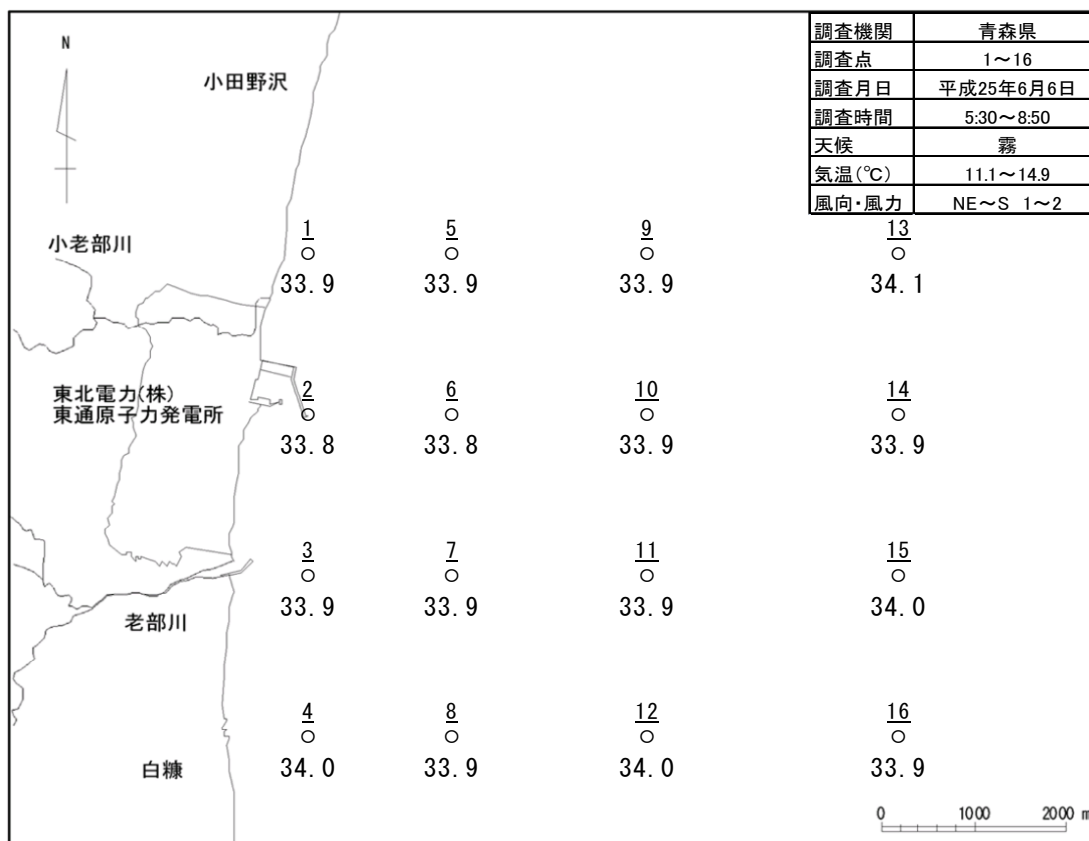 N
小田野沢
調査機関 青森県
調査点 1～16
調査月日 平成25年6月6日
調査時間 5:30～8:50
天候 霧
気温(℃) 11.1～14.9
風向・風力 NE～S 1～2
小老部川
1 5 9 13
33.9 33.9 33.9 34.1
東北電力(株)
東通原子力発電所
2 6 10 14
33.8 33.8 33.9 33.9
3 7 11 15
33.9 33.9 33.9 34.0
老部川
4 8 12 16
34.0 33.9 34.0 33.9
白糠
0 1000 2000 m